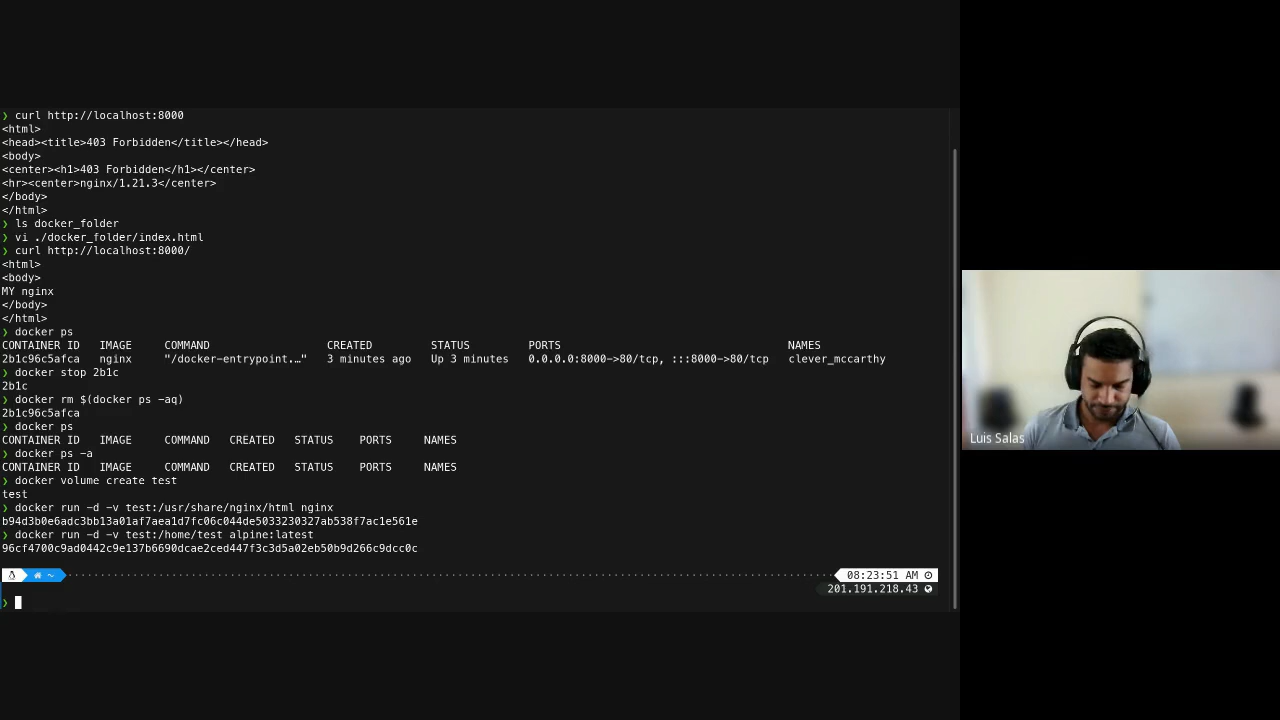 ❯ curl http://localhost:8000
<html>
<head><title>403 Forbidden</title></head>
<body>
<center><h1>403 Forbidden</h1></center>
<hr><center>nginx/1.21.3</center>
</body>
</html>
❯ ls docker_folder
❯ vi ./docker_folder/index.html
❯ curl http://localhost:8000/
<html>
<body>
MY nginx
</body>
</html>
❯ docker ps
CONTAINER ID   IMAGE     COMMAND                  CREATED         STATUS         PORTS                                   NAMES
2b1c96c5afca   nginx     "/docker-entrypoint.…"   3 minutes ago   Up 3 minutes   0.0.0.0:8000->80/tcp, :::8000->80/tcp   clever_mccarthy
❯ docker stop 2b1c
2b1c
❯ docker rm $(docker ps -aq)
2b1c96c5afca
❯ docker ps
CONTAINER ID   IMAGE     COMMAND   CREATED   STATUS    PORTS     NAMES
❯ docker ps -a
CONTAINER ID   IMAGE     COMMAND   CREATED   STATUS    PORTS     NAMES
❯ docker volume create test
test
❯ docker run -d -v test:/usr/share/nginx/html nginx
b94d3b0e6adc3bb13a01af7aea1d7fc06c044de5033230327ab538f7ac1e561e
❯ docker run -d -v test:/home/test alpine:latest
96cf4700c9ad0442c9e137b6690dcae2ced447f3c3d5a02eb50b9d266c9dcc0c
~ 08:23:51 AM
201.191.218.43
❯
Luis Salas